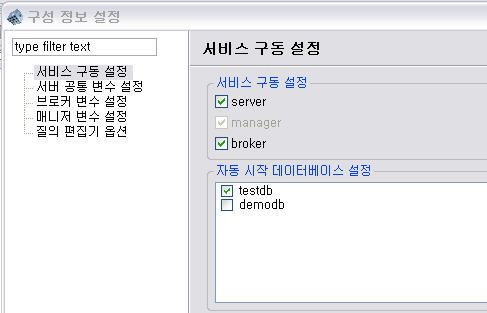 구성 정보 설정
type filter text
서비스 구동 설정
서버 공통 변수 설정
브로커 변수 설정
매니저 변수 설정
질의 편집기 옵션
서비스 구동 설정
서비스 구동 설정
server
manager
broker
자동 시작 데이터베이스 설정
testdb
demodb